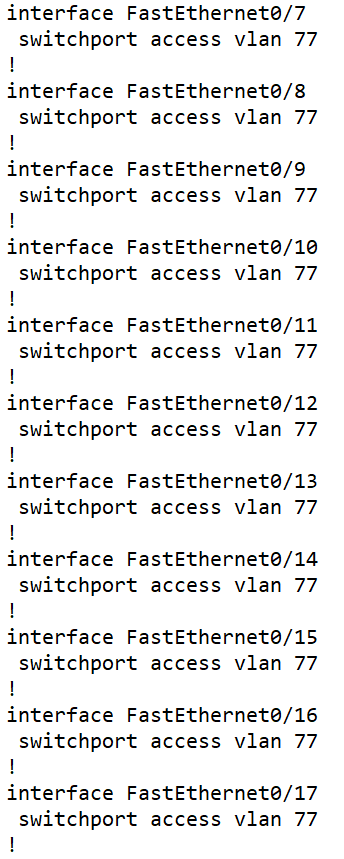 interface FastEthernet0/7
 switchport access vlan 77
!
interface FastEthernet0/8
 switchport access vlan 77
!
interface FastEthernet0/9
 switchport access vlan 77
!
interface FastEthernet0/10
 switchport access vlan 77
!
interface FastEthernet0/11
 switchport access vlan 77
!
interface FastEthernet0/12
 switchport access vlan 77
!
interface FastEthernet0/13
 switchport access vlan 77
!
interface FastEthernet0/14
 switchport access vlan 77
!
interface FastEthernet0/15
 switchport access vlan 77
!
interface FastEthernet0/16
 switchport access vlan 77
!
interface FastEthernet0/17
 switchport access vlan 77
!